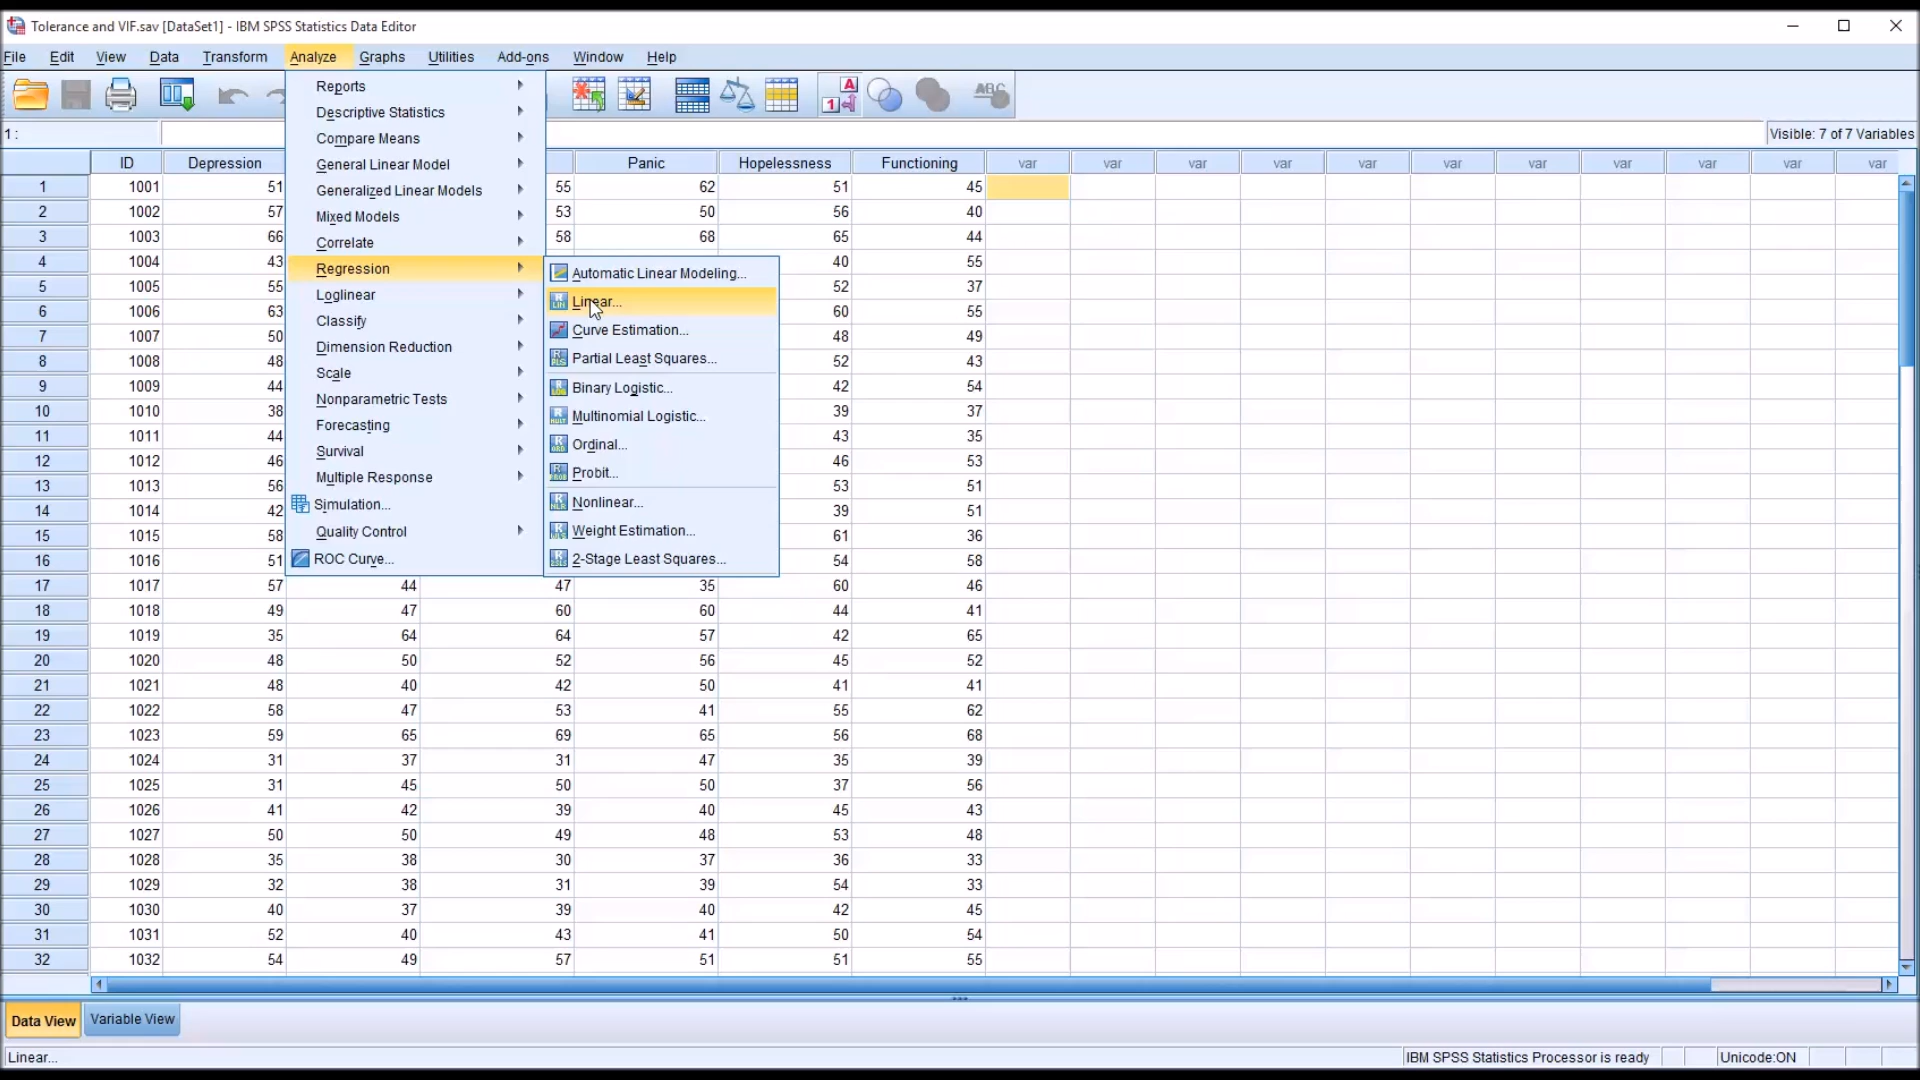 Tolerance and VIF.sav [DataSet1] - IBM SPSS Statistics Data Editor
File Edit View Data Transform Analyze Graphs Utilities Add-ons Window Help
1 :
Visible: 7 of 7 Variables
Reports
Descriptive Statistics
Compare Means
General Linear Model
Generalized Linear Models
Mixed Models
Correlate
Regression
Loglinear
Classify
Dimension Reduction
Scale
Nonparametric Tests
Forecasting
Survival
Multiple Response
Simulation...
Quality Control
ROC Curve...
Automatic Linear Modeling...
Linear...
Curve Estimation...
Partial Least Squares...
Binary Logistic...
Multinomial Logistic...
Ordinal...
Probit...
Nonlinear...
Weight Estimation...
2-Stage Least Squares...
ID Depression Panic Hopelessness Functioning var var var var var var var var var var var
1 1001 51 55 62 51 45
2 1002 57 53 50 56 40
3 1003 66 58 68 65 44
4 1004 43 40 55
5 1005 55 52 37
6 1006 63 60 55
7 1007 50 48 49
8 1008 48 52 43
9 1009 44 42 54
10 1010 38 39 37
11 1011 44 43 35
12 1012 46 46 53
13 1013 56 53 51
14 1014 42 39 51
15 1015 58 61 36
16 1016 51 54 58
17 1017 57 44 47 35 60 46
18 1018 49 47 60 60 44 41
19 1019 35 64 64 57 42 65
20 1020 48 50 52 56 45 52
21 1021 48 40 42 50 41 41
22 1022 58 47 53 41 55 62
23 1023 59 65 69 65 56 68
24 1024 31 37 31 47 35 39
25 1025 31 45 50 50 37 56
26 1026 41 42 39 40 45 43
27 1027 50 50 49 48 53 48
28 1028 35 38 30 37 36 33
29 1029 32 38 31 39 54 33
30 1030 40 37 39 40 42 45
31 1031 52 40 43 41 50 54
32 1032 54 49 57 51 51 55
Data View Variable View
Linear...
IBM SPSS Statistics Processor is ready
Unicode:ON